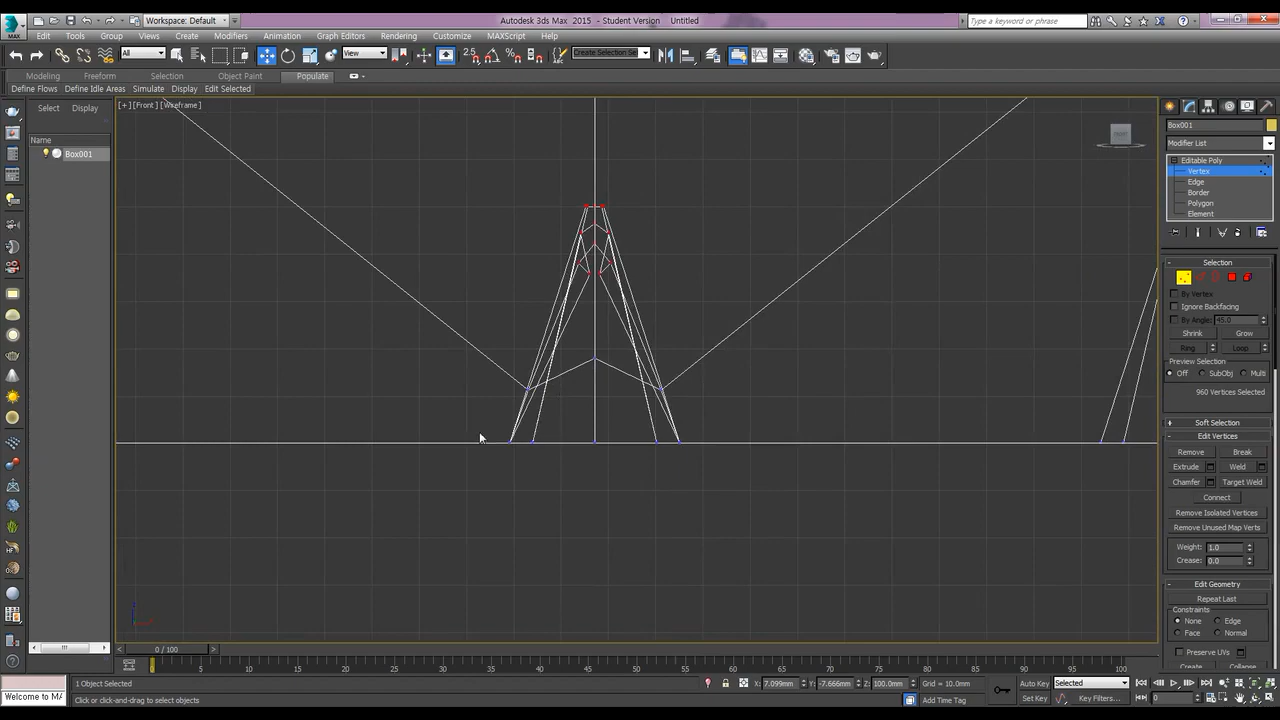 Workspace: Default
Autodesk 3ds Max 2015 - Student Version Untitled
Type a keyword or phrase
MAX
Edit Tools Group Views Create Modifiers Animation Graph Editors Rendering Customize MAXScript Help
All View 2.5 Create Selection Se
Modeling Freeform Selection Object Paint Populate
Define Flows Define Idle Areas Simulate Display Edit Selected
Select Display
Name
Box001
[+] [Front] [Wireframe]
FRONT
Box001
Modifier List
Editable Poly
Vertex
Edge
Border
Polygon
Element
Selection
By Vertex
Ignore Backfacing
By Angle: 45.0
Shrink Grow
Ring Loop
Preview Selection
Off SubObj Multi
960 Vertices Selected
Soft Selection
Edit Vertices
Remove Break
Extrude Weld
Chamfer Target Weld
Connect
Remove Isolated Vertices
Remove Unused Map Verts
Weight: 1.0
Crease: 0.0
Edit Geometry
Repeat Last
Constraints
None Edge
Face Normal
Preserve UVs
Create Collapse
0 / 100
0 5 10 15 20 25 30 35 40 45 50 55 60 65 70 75 80 85 90 95 100
1 Object Selected X: 7.099mm Y: -7.666mm Z: 100.0mm Grid = 10.0mm Auto Key Selected
Welcome to MA Click or click-and-drag to select objects Add Time Tag Set Key Key Filters... 0